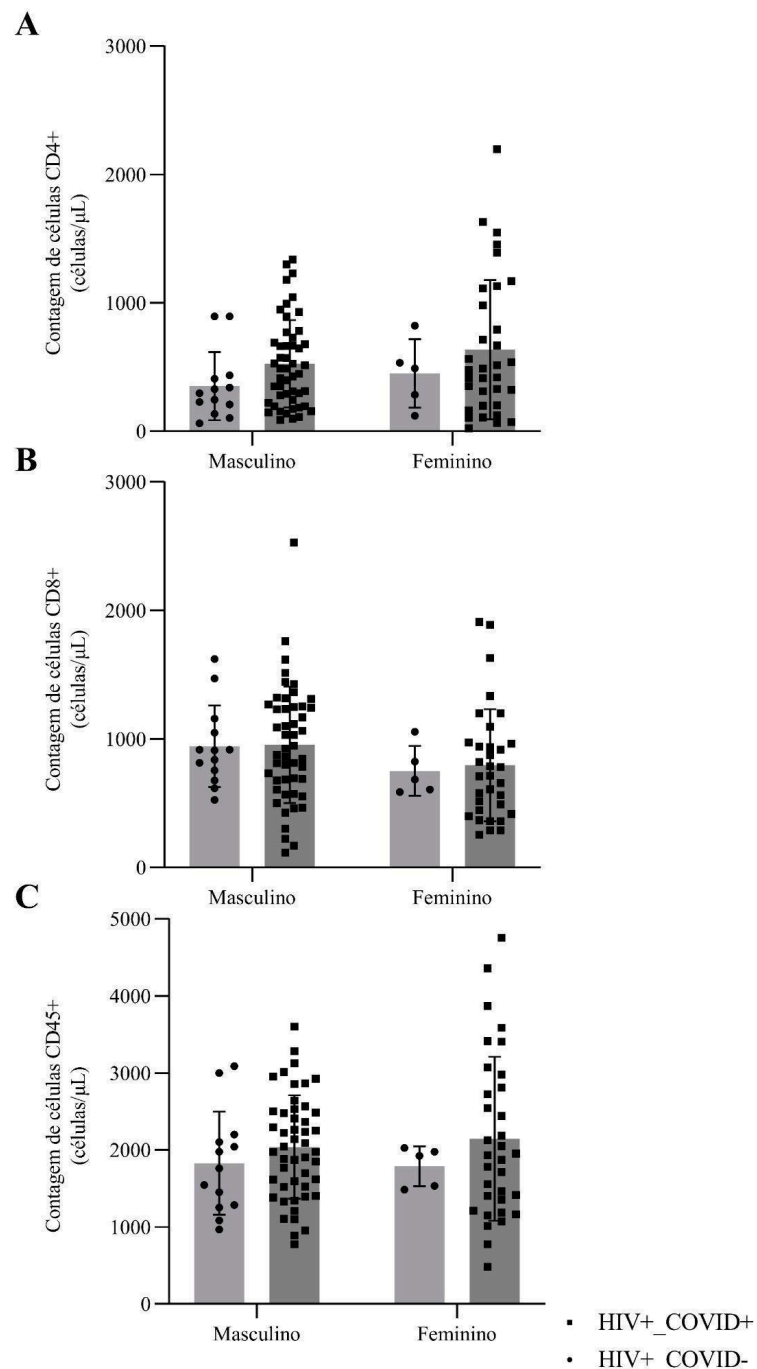 A
Contagem de células CD4+
(células/µL)
3000
2000
1000
0
Masculino Feminino
B
Contagem de células CD8+
(células/µL)
3000
2000
1000
0
Masculino Feminino
C
Contagem de células CD45+
(células/µL)
5000
4000
3000
2000
1000
0
Masculino Feminino
HIV+_COVID+
HIV+_COVID-